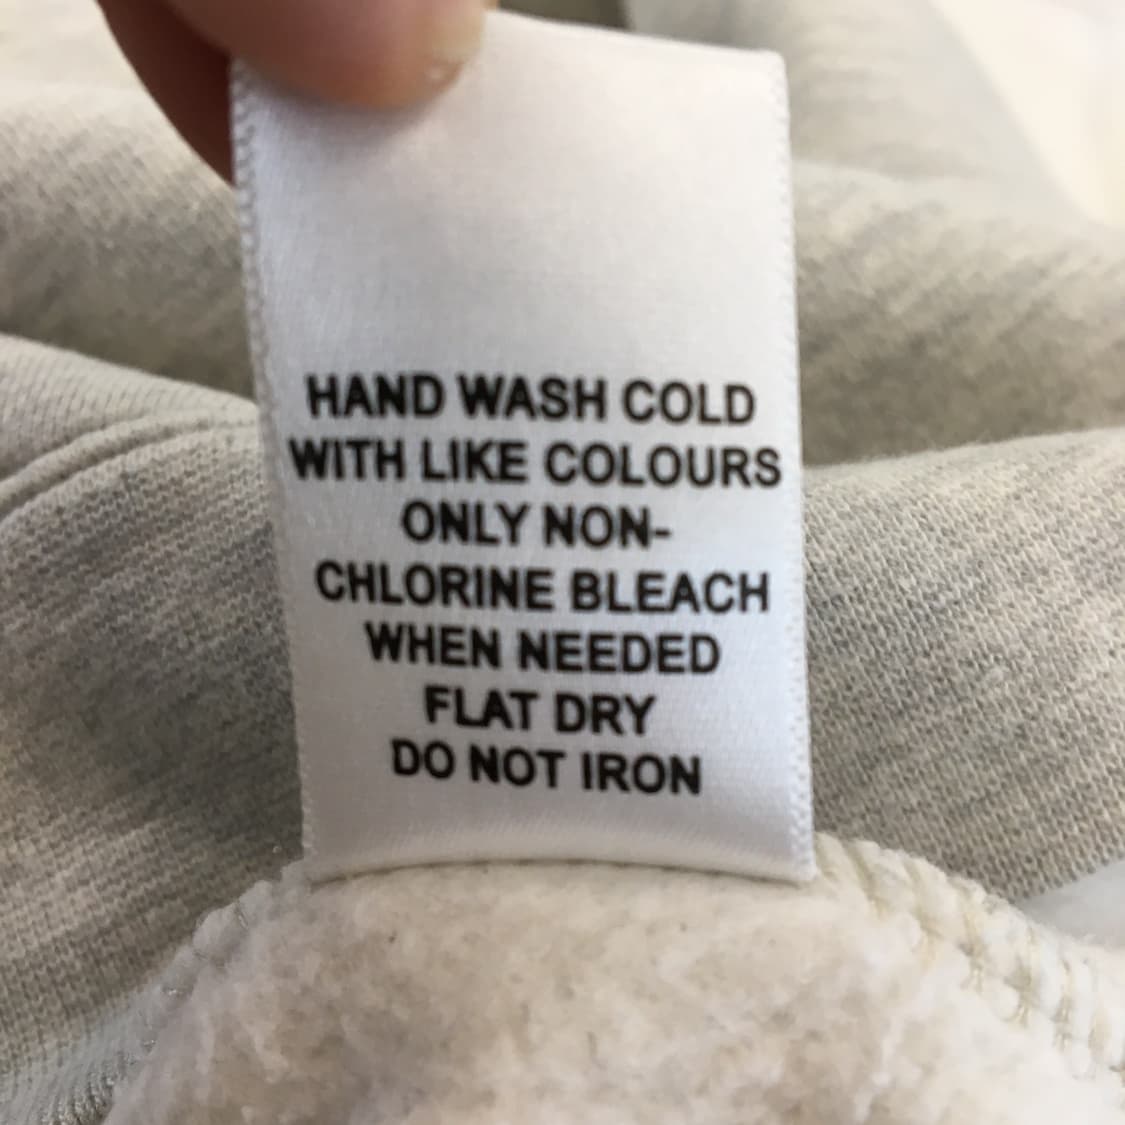 HAND WASH COLD
WITH LIKE COLOURS
ONLY NON-
CHLORINE BLEACH
WHEN NEEDED
FLAT DRY
DO NOT IRON